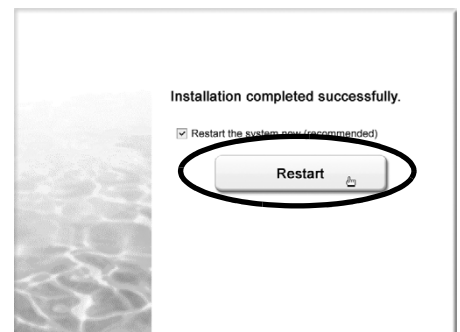 Installation completed successfully.
Restart the system now (recommended)
Restart